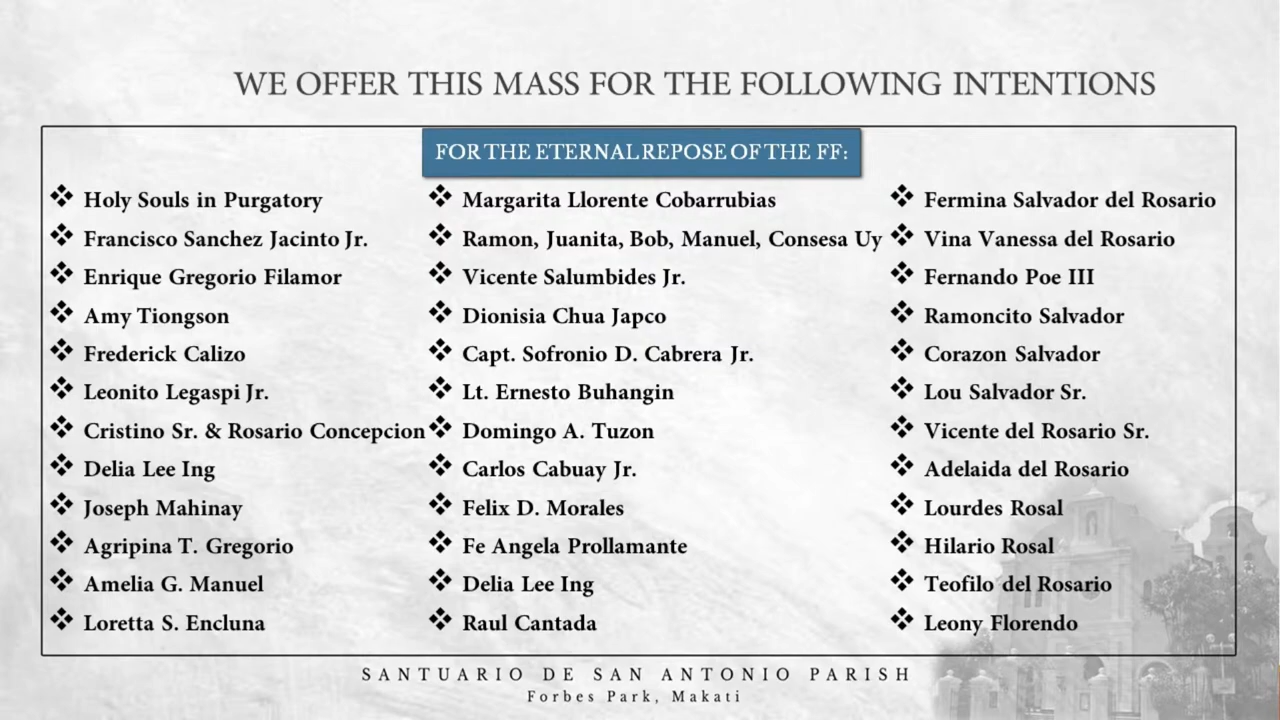 WE OFFER THIS MASS FOR THE FOLLOWING INTENTIONS
FOR THE ETERNAL REPOSE OF THE FF:
Holy Souls in Purgatory
Francisco Sanchez Jacinto Jr.
Enrique Gregorio Filamor
Amy Tiongson
Frederick Calizo
Leonito Legaspi Jr.
Cristino Sr. & Rosario Concepcion
Delia Lee Ing
Joseph Mahinay
Agripina T. Gregorio
Amelia G. Manuel
Loretta S. Encluna
Margarita Llorente Cobarrubias
Ramon, Juanita, Bob, Manuel, Consesa Uy
Vicente Salumbides Jr.
Dionisia Chua Japco
Capt. Sofronio D. Cabrera Jr.
Lt. Ernesto Buhangin
Domingo A. Tuzon
Carlos Cabuay Jr.
Felix D. Morales
Fe Angela Prollamante
Delia Lee Ing
Raul Cantada
Fermina Salvador del Rosario
Vina Vanessa del Rosario
Fernando Poe III
Ramoncito Salvador
Corazon Salvador
Lou Salvador Sr.
Vicente del Rosario Sr.
Adelaida del Rosario
Lourdes Rosal
Hilario Rosal
Teofilo del Rosario
Leony Florendo
SANTUARIO DE SAN ANTONIO PARISH
Forbes Park, Makati